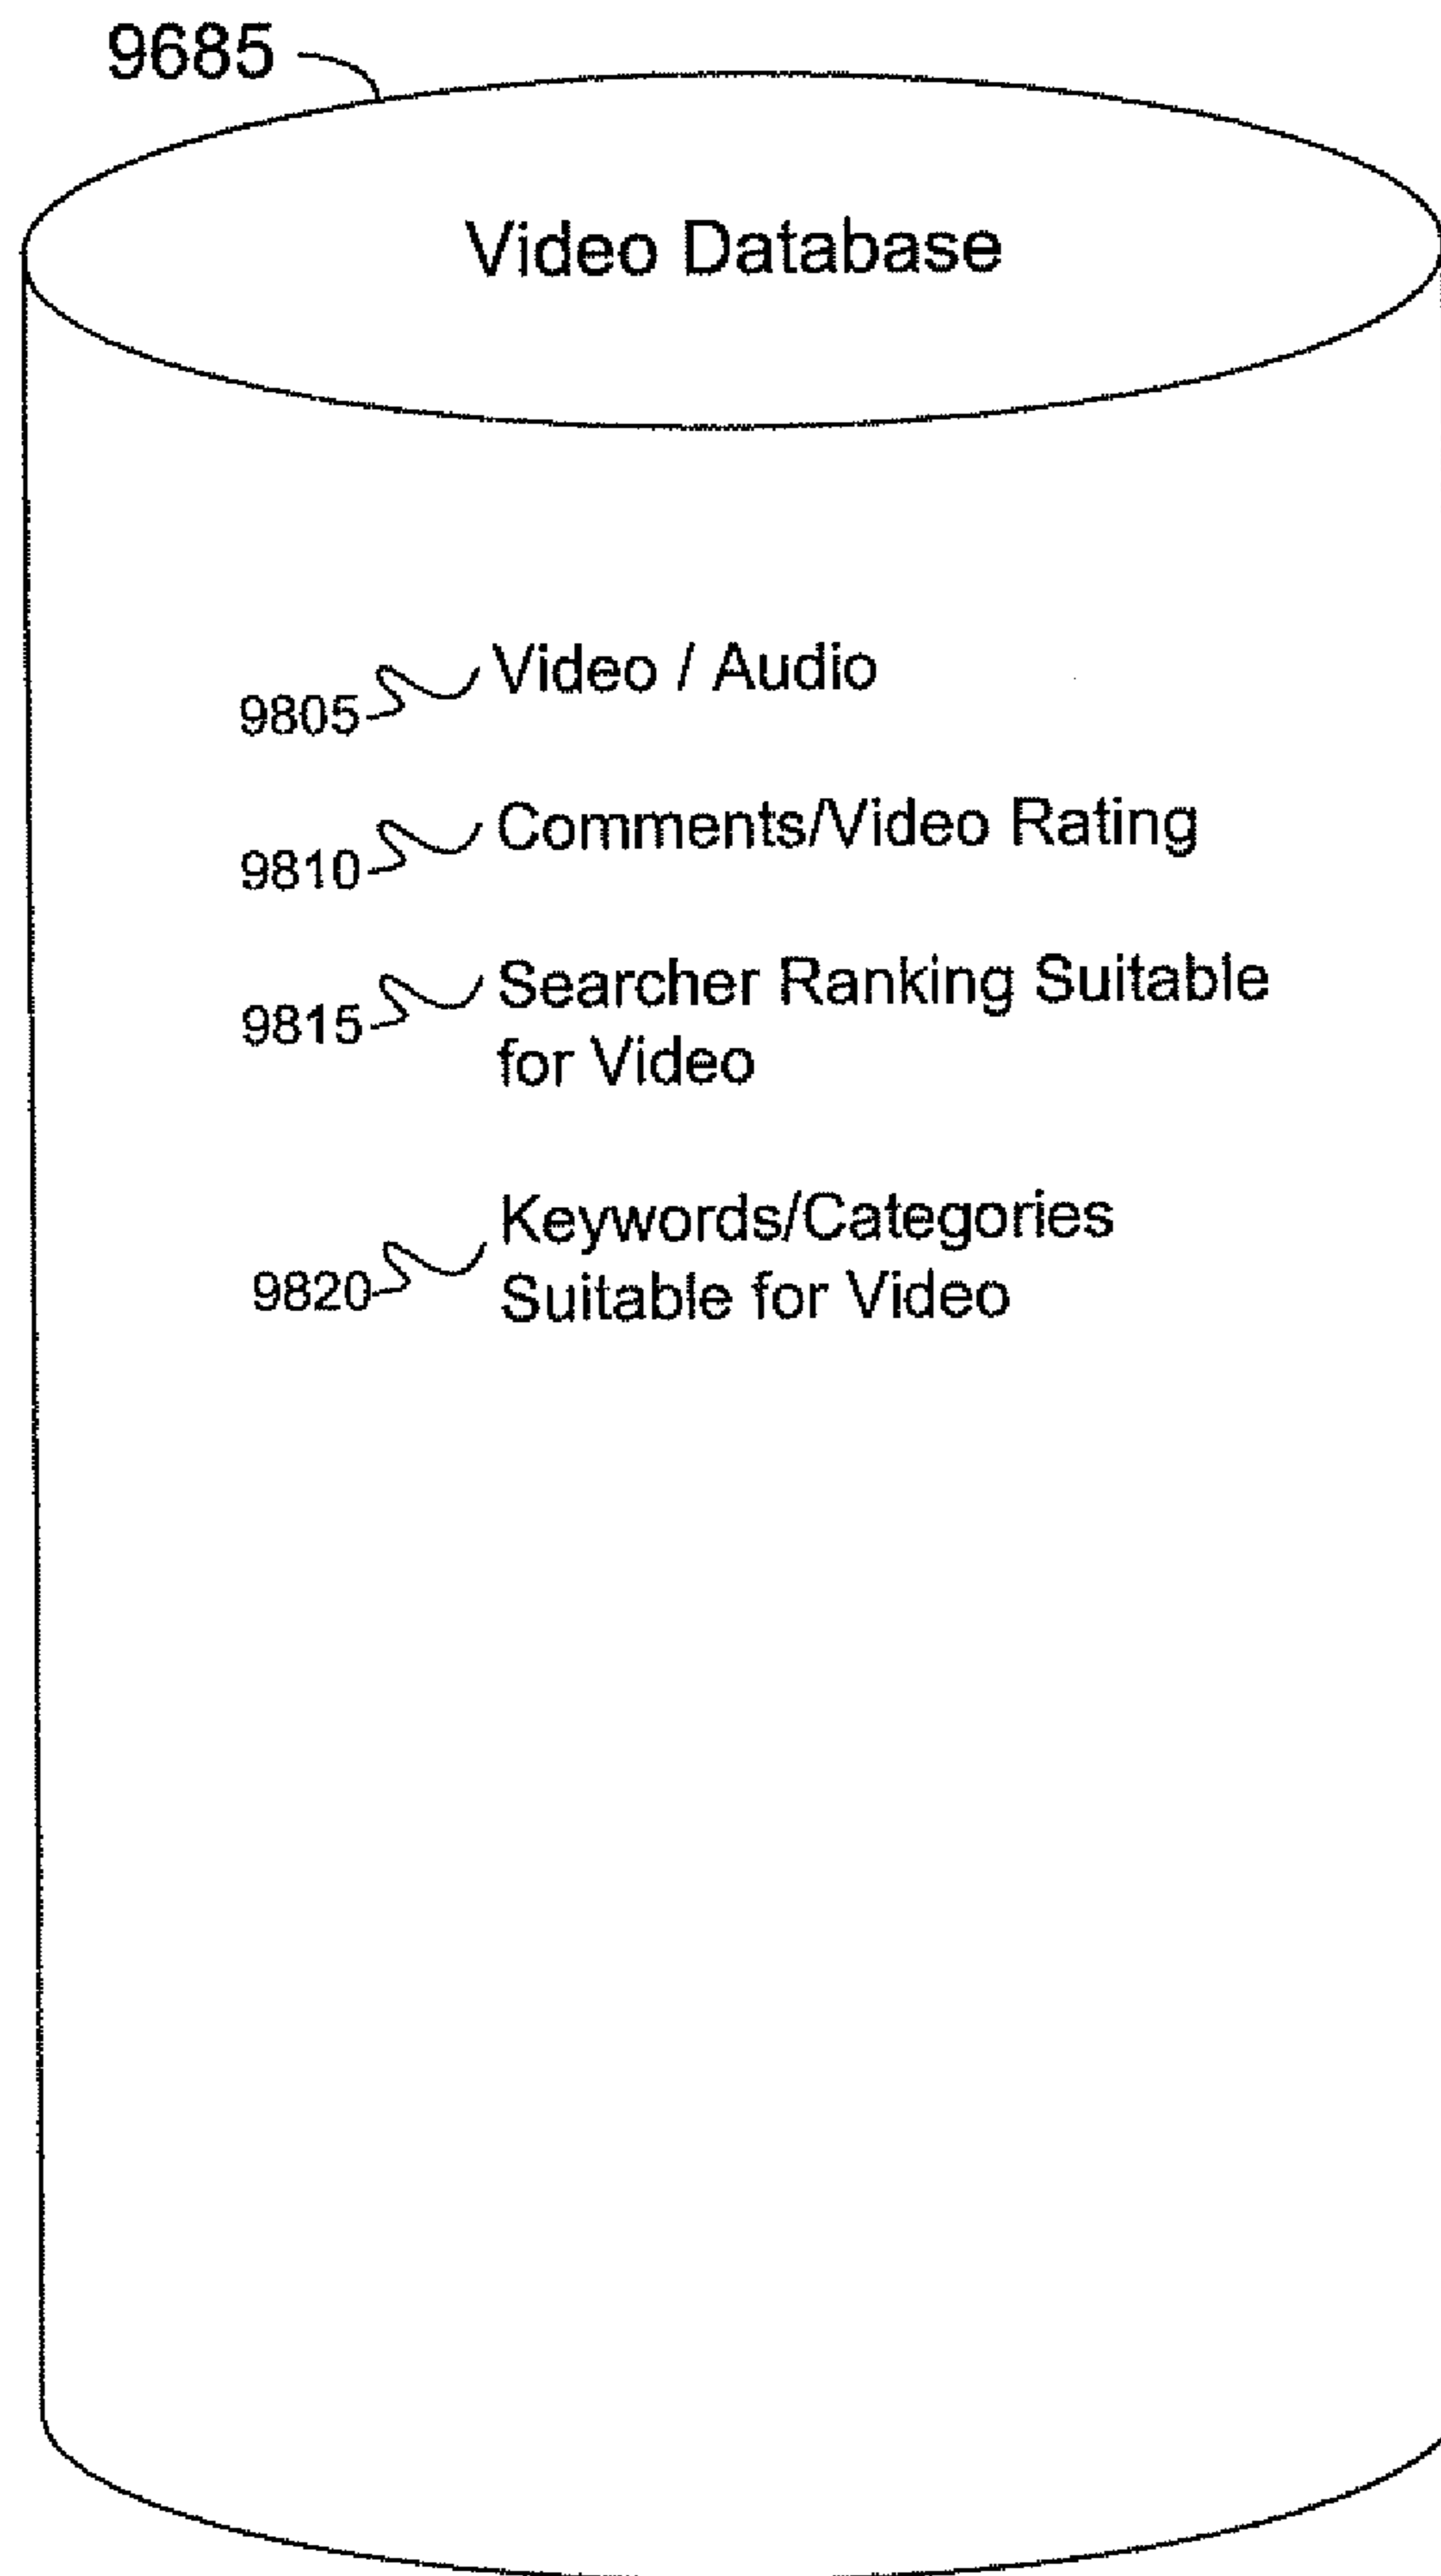 9685
Video Database
9805 Video / Audio
9810 Comments/Video Rating
9815 Searcher Ranking Suitable
for Video
9820 Keywords/Categories
Suitable for Video